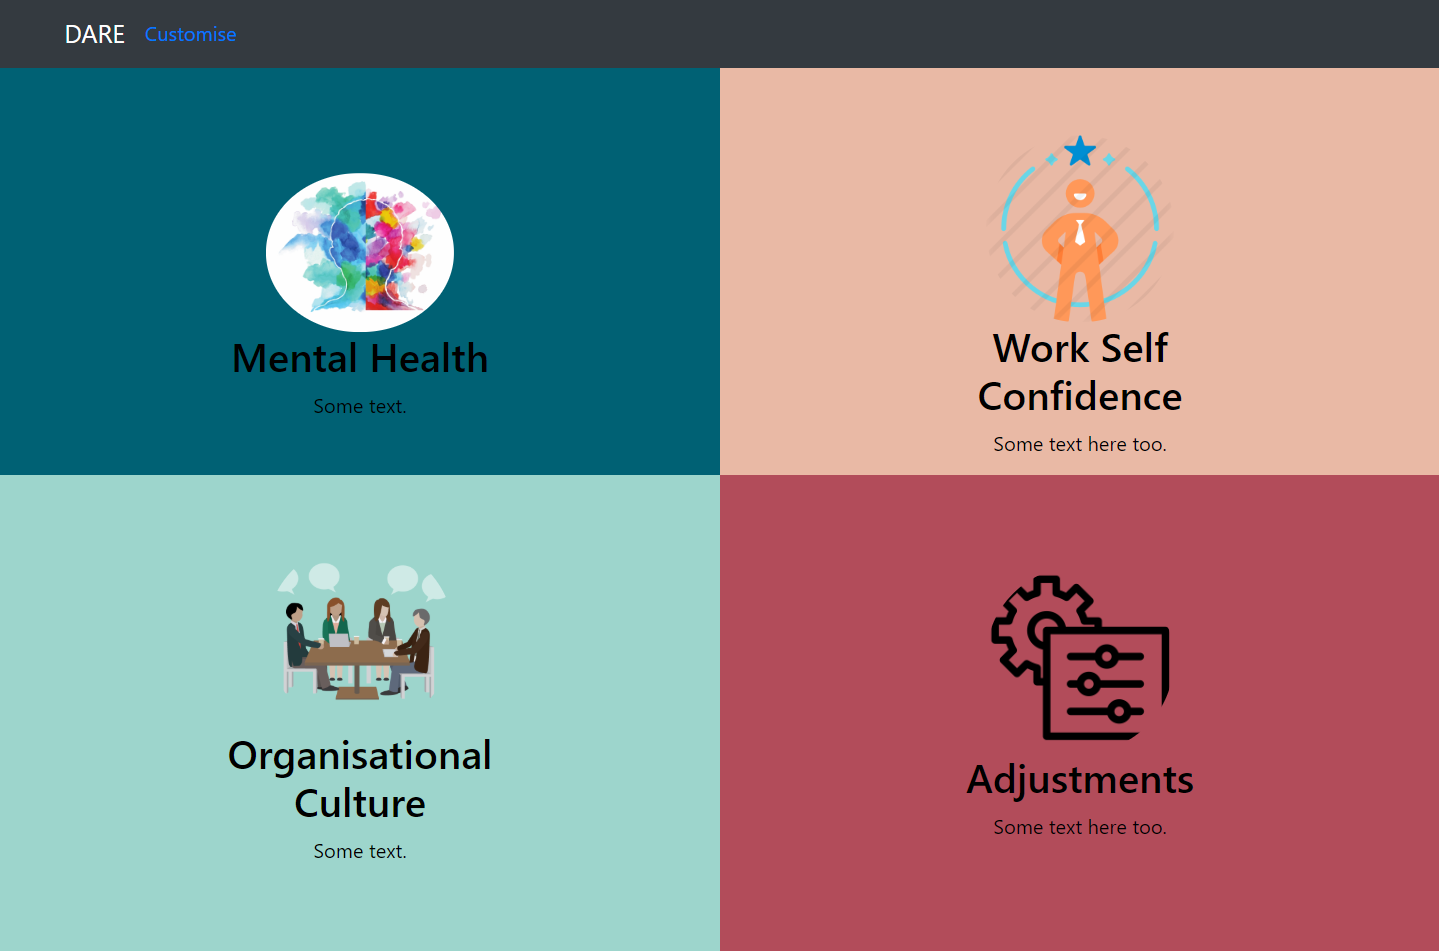 DARE Customise
Mental Health
Some text.
Work Self
Confidence
Some text here too.
Organisational
Culture
Some text.
Adjustments
Some text here too.